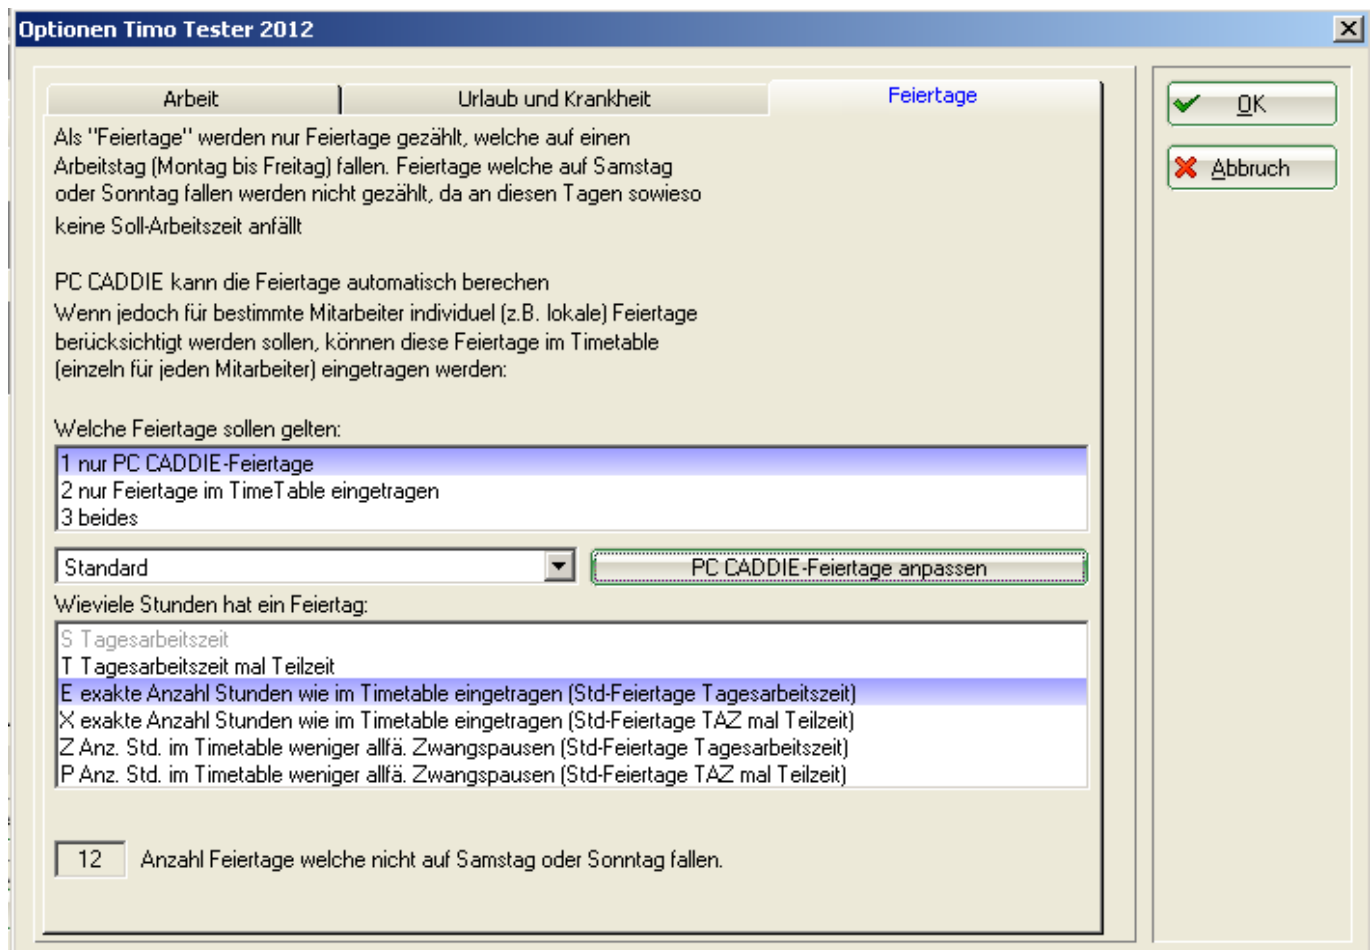 Optionen Timo Tester 2012
Arbeit
Urlaub und Krankheit
Feiertage
Als "Feiertage" werden nur Feiertage gezählt, welche auf einen
Arbeitstag (Montag bis Freitag) fallen. Feiertage welche auf Samstag
oder Sonntag fallen werden nicht gezählt, da an diesen Tagen sowieso
keine Soll-Arbeitszeit anfällt
PC CADDIE kann die Feiertage automatisch berechen
Wenn jedoch für bestimmte Mitarbeiter individuel (z.B. lokale) Feiertage
berücksichtigt werden sollen, können diese Feiertage im Timetable
(einzeln für jeden Mitarbeiter) eingetragen werden:
Welche Feiertage sollen gelten:
1 nur PC CADDIE-Feiertage
2 nur Feiertage im TimeTable eingetragen
3 beides
Standard
PC CADDIE-Feiertage anpassen
Wieviele Stunden hat ein Feiertag:
S Tagesarbeitszeit
T Tagesarbeitszeit mal Teilzeit
E exakte Anzahl Stunden wie im Timetable eingetragen (Std-Feiertage Tagesarbeitszeit)
X exakte Anzahl Stunden wie im Timetable eingetragen (Std-Feiertage TAZ mal Teilzeit)
Z Anz. Std. im Timetable weniger allfä. Zwangspausen (Std-Feiertage Tagesarbeitszeit)
P Anz. Std. im Timetable weniger allfä. Zwangspausen (Std-Feiertage TAZ mal Teilzeit)
12 Anzahl Feiertage welche nicht auf Samstag oder Sonntag fallen.
OK
Abbruch